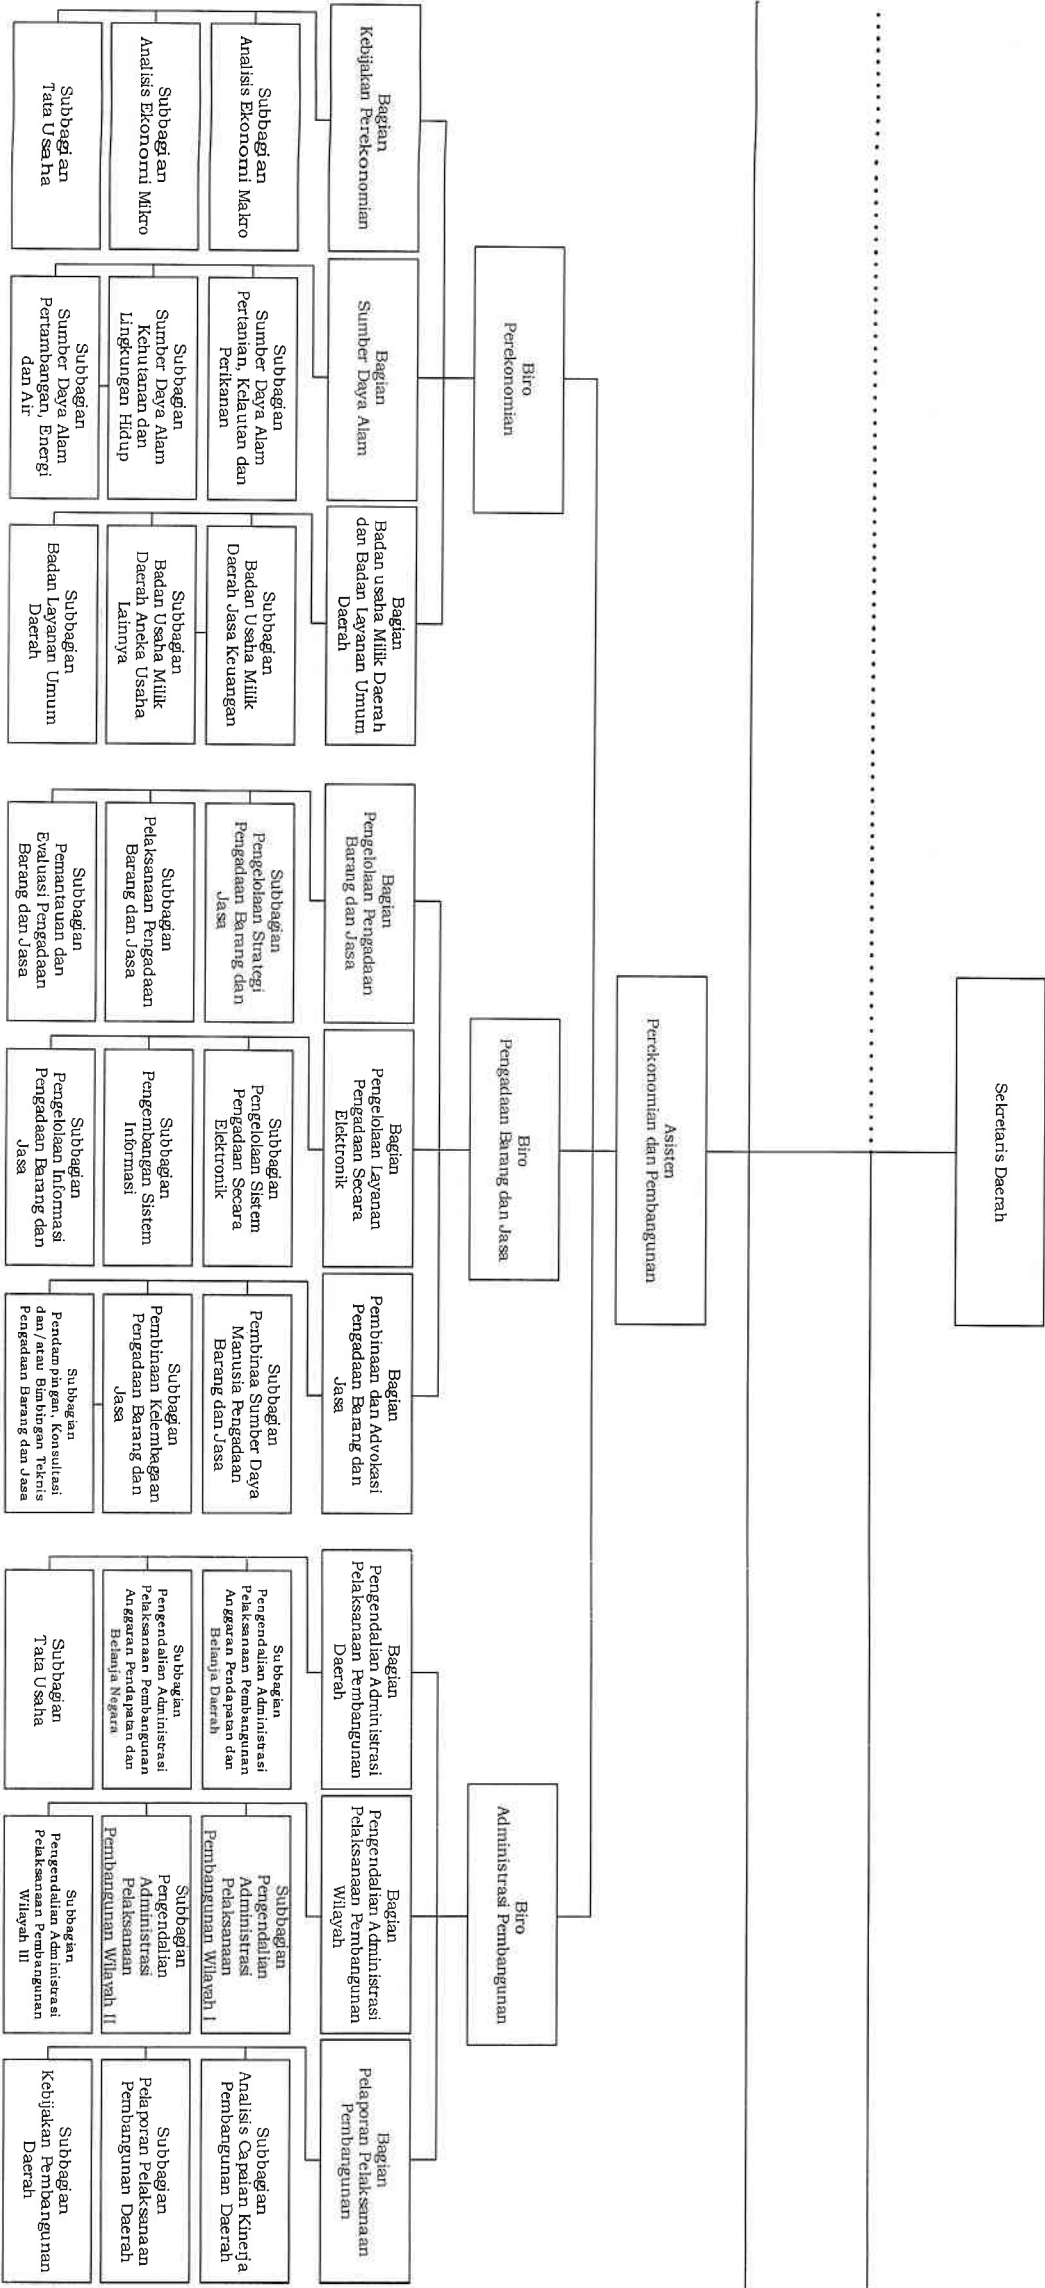 Sekretaris Daerah
Asisten
Perekonomian dan Pembangunan
Biro
Perekonomian
Biro
Pengadaan Barang dan Jasa
Biro
Administrasi Pembangunan
Bagian
Kebijakan Perekonomian
Bagian
Sumber Daya Alam
Bagian
Badan usaha Milik Daerah
dan Badan Layanan Umum
Daerah
Bagian
Pengelolaan Pengadaan
Barang dan Jasa
Bagian
Pengelolaan Layanan
Pengadaan Secara
Elektronik
Bagian
Pembinaan dan Advokasi
Pengadaan Barang dan
Jasa
Bagian
Pengendalian Administrasi
Pelaksanaan Pembangunan
Daerah
Bagian
Pengendalian Administrasi
Pelaksanaan Pembangunan
Wilayah
Bagian
Pelaporan Pelaksanaan
Pembangunan
Subbagian
Analisis Ekonomi Makro
Subbagian
Sumber Daya Alam
Pertanian, Kelautan dan
Perikanan
Subbagian
Badan Usaha Milik
Daerah Jasa Keuangan
Subbagian
Pengelolaan Strategi
Pengadaan Barang dan
Jasa
Subbagian
Pengelolaan Sistem
Pengadaan Secara
Elektronik
Subbagian
Pembinaa Sumber Daya
Manusia Pengadaan
Barang dan Jasa
Subbagian
Pengendalian Administrasi
Pelaksanaan Pembangunan
Anggaran Pendapatan dan
Belanja Daerah
Subbagian
Pengendalian
Administrasi
Pelaksanaan
Pembangunan Wilayah I
Subbagian
Analisis Capaian Kinerja
Pembangunan Daerah
Subbagian
Analisis Ekonomi Mikro
Subbagian
Sumber Daya Alam
Kehutanan dan
Lingkungan Hidup
Subbagian
Badan Usaha Milik
Daerah Aneka Usaha
Lainnya
Subbagian
Pelaksanaan Pengadaan
Barang dan Jasa
Subbagian
Pengembangan Sistem
Informasi
Subbagian
Pembinaan Kelembagaan
Pengadaan Barang dan
Jasa
Subbagian
Pengendalian Administrasi
Pelaksanaan Pembangunan
Anggaran Pendapatan dan
Belanja Negara
Subbagian
Pengendalian
Administrasi
Pelaksanaan
Pembangunan Wilayah II
Subbagian
Pelaporan Pelaksanaan
Pembangunan Daerah
Subbagian
Tata Usaha
Subbagian
Sumber Daya Alam
Pertambangan, Energi
dan Air
Subbagian
Badan Layanan Umum
Daerah
Subbagian
Pemantauan dan
Evaluasi Pengadaan
Barang dan Jasa
Subbagian
Pengelolaan Informasi
Pengadaan Barang dan
Jasa
Subbagian
Pendampingan, Konsultasi
dan/atau Bimbingan Teknis
Pengadaan Barang dan Jasa
Subbagian
Tata Usaha
Subbagian
Pengendalian Administrasi
Pelaksanaan Pembangunan
Wilayah III
Subbagian
Kebijakan Pembangunan
Daerah